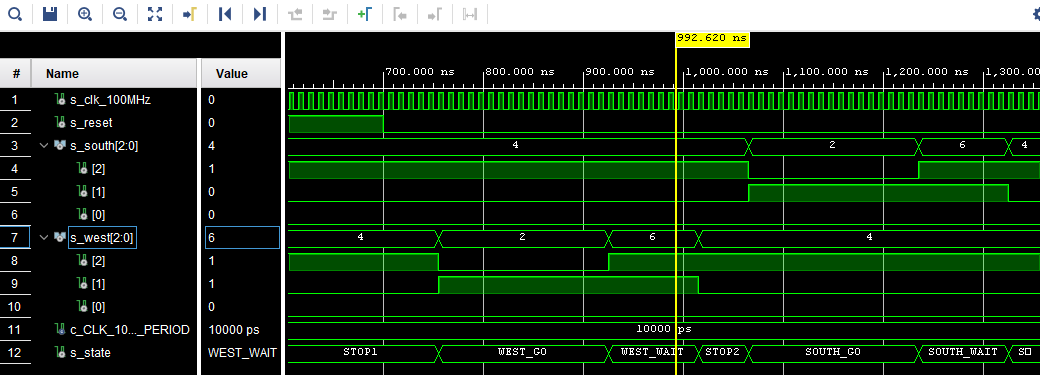 992.620 ns
# Name Value
700.000 ns 800.000 ns 900.000 ns 1,000.000 ns 1,100.000 ns 1,200.000 ns 1,300
1 s_clk_100MHz 0
2 s_reset 0
3 s_south[2:0] 4 4 2 6 4
4 [2] 1
5 [1] 0
6 [0] 0
7 s_west[2:0] 6 4 2 6 4
8 [2] 1
9 [1] 1
10 [0] 0
11 c_CLK_10..._PERIOD 10000 ps 10000 ps
12 s_state WEST_WAIT STOP1 WEST_GO WEST_WAIT STOP2 SOUTH_GO SOUTH_WAIT S